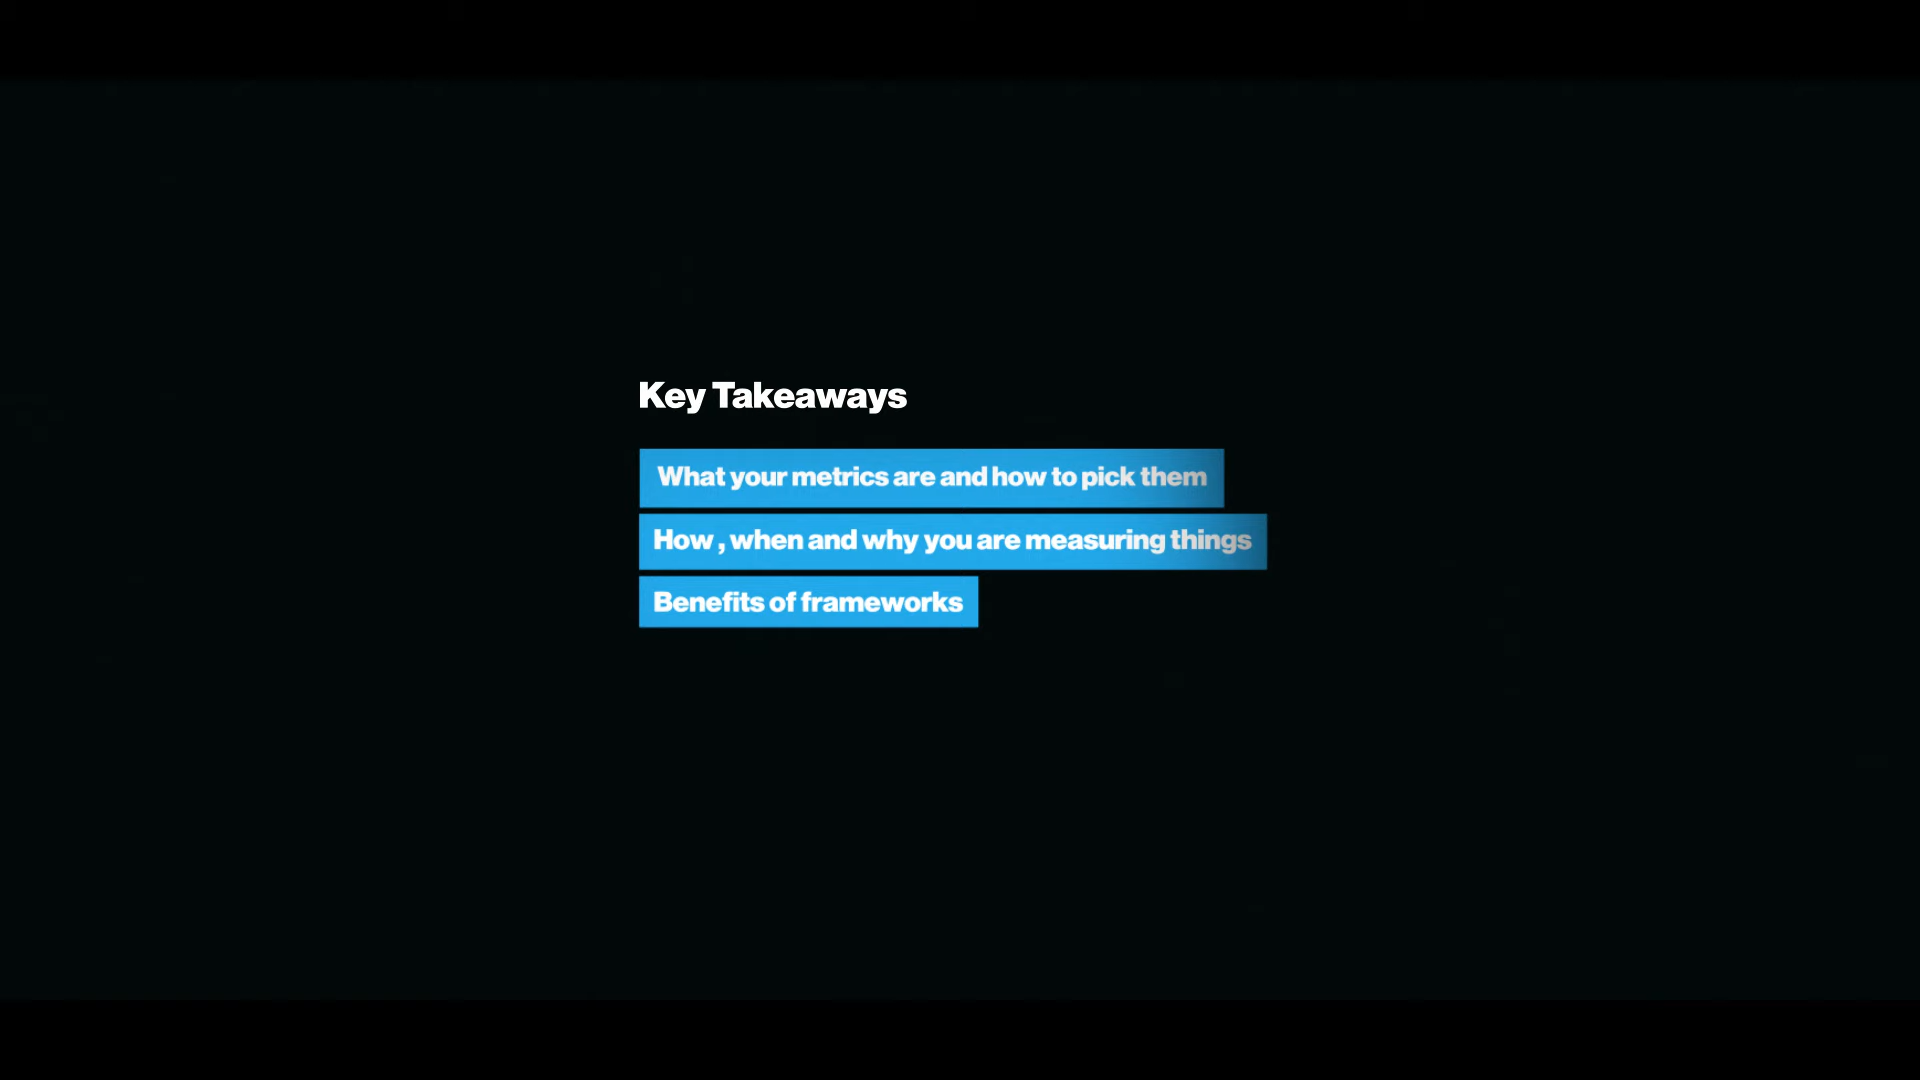 Key Takeaways
What your metrics are and how to pick them
How , when and why you are measuring things
Benefits of frameworks